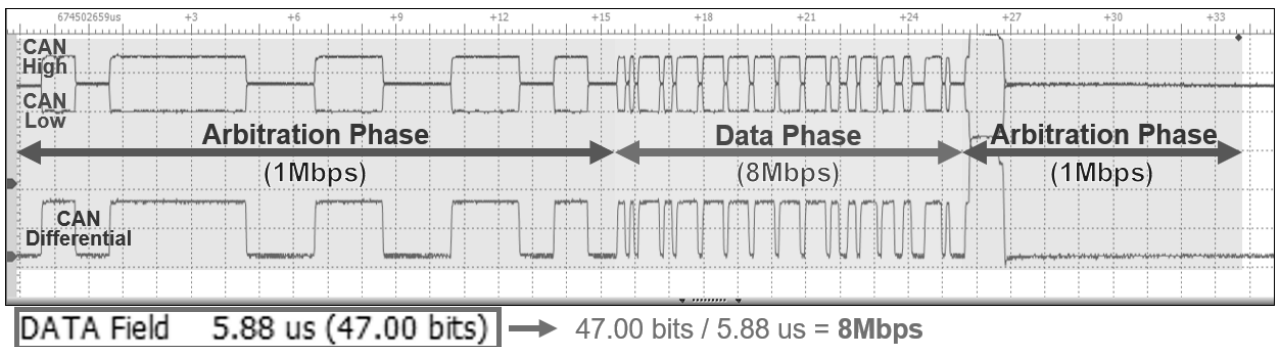 674502659us +3 +6 +9 +12 +15 +18 +21 +24 +27 +30 +33
CAN
High
CAN
Low
Arbitration Phase Data Phase Arbitration Phase
(1Mbps) (8Mbps) (1Mbps)
CAN
Differential
DATA Field 5.88 us (47.00 bits) 47.00 bits / 5.88 us = 8Mbps